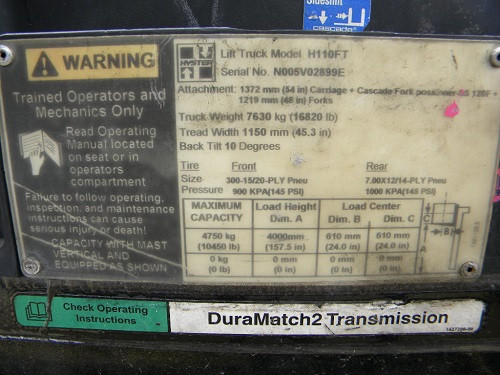 Sideshift
cascade
WARNING
Trained Operators and
Mechanics Only
Read Operating
Manual located
on seat or in
operators
compartment
Failure to follow operating,
inspection, and maintenance
instructions can cause
serious injury or death!
CAPACITY WITH MAST
VERTICAL AND
EQUIPPED AS SHOWN
HYSTER
Lift Truck Model H110FT
Serial No. N005V02899E
Attachment: 1372 mm (54 in) Carriage + Cascade Fork positioner-SS 120F +
1219 mm (48 in) Forks
Truck Weight 7630 kg (16820 lb)
Tread Width 1150 mm (45.3 in)
Back Tilt 10 Degrees
Tire Front Rear
Size 300-15/20-PLY Pneu 7.00X12/14-PLY Pneu
Pressure 900 KPA(145 PSI) 1000 KPA(145 PSI)
MAXIMUM CAPACITY Load Height Dim. A Load Center Dim. B Dim. C
4750 kg 4000mm 610 mm 610 mm
(10450 lb) (157.5 in) (24.0 in) (24.0 in)
0 kg 0 mm 0 mm 0 mm
(0 lb) (0 in) (0 in) (0 in)
C
B
A
Check Operating
Instructions
DuraMatch2 Transmission